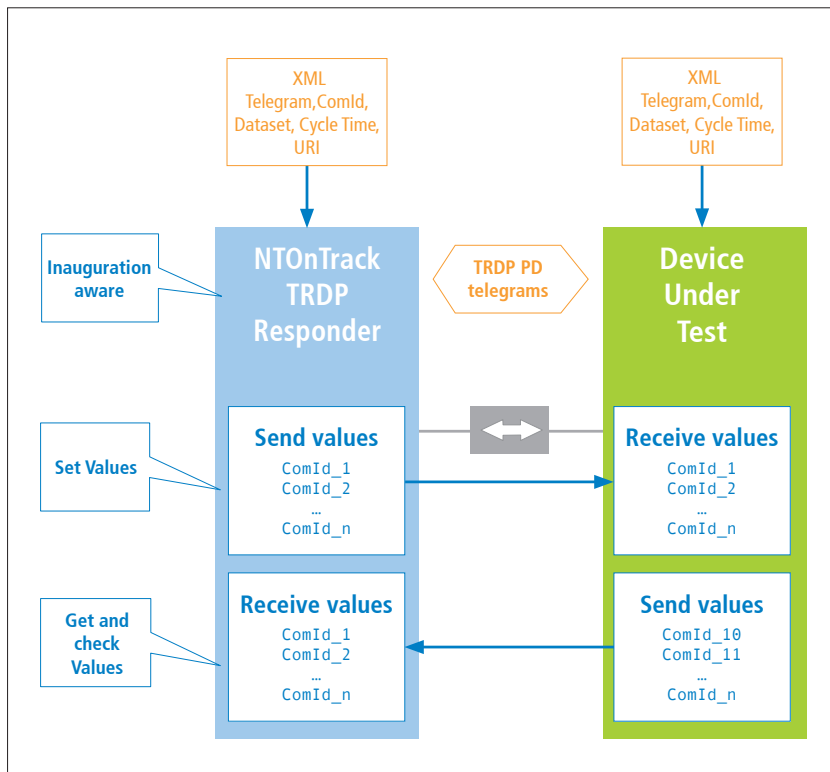 XML
Telegram,ComId,
Dataset, Cycle Time,
URI
XML
Telegram,ComId,
Dataset, Cycle Time,
URI
Inauguration
aware
NTOnTrack
TRDP
Responder
TRDP PD
telegrams
Device
Under
Test
Set Values
Send values
ComId_1
ComId_2
…
ComId_n
Receive values
ComId_1
ComId_2
…
ComId_n
Get and
check
Values
Receive values
ComId_1
ComId_2
…
ComId_n
Send values
ComId_10
ComId_11
…
ComId_n